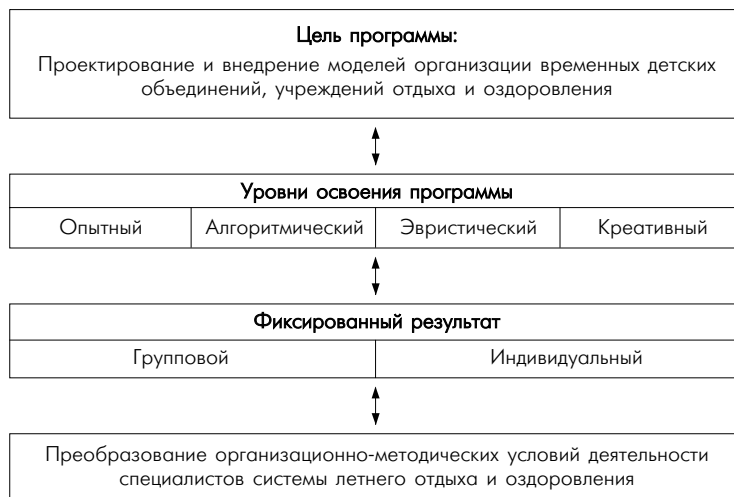 Цель программы:
Проектирование и внедрение моделей организации временных детских
объединений, учреждений отдыха и оздоровления
Уровни освоения программы
Опытный Алгоритмический Эвристический Креативный
Фиксированный результат
Групповой Индивидуальный
Преобразование организационно-методических условий деятельности
специалистов системы летнего отдыха и оздоровления